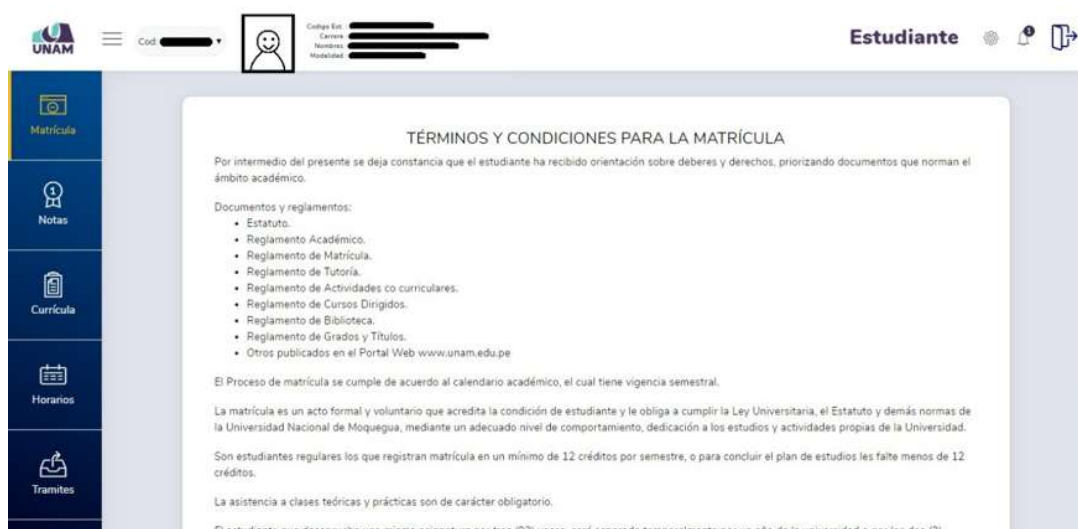 UNAM
Cod:
Codigo Est. :
Carrera :
Nombres :
Modalidad :
Estudiante
Matrícula
Notas
Currícula
Horarios
Tramites
TÉRMINOS Y CONDICIONES PARA LA MATRÍCULA
Por intermedio del presente se deja constancia que el estudiante ha recibido orientación sobre deberes y derechos, priorizando documentos que norman el
ámbito académico.
Documentos y reglamentos:
• Estatuto.
• Reglamento Académico.
• Reglamento de Matrícula.
• Reglamento de Tutoría.
• Reglamento de Actividades co curriculares.
• Reglamento de Cursos Dirigidos.
• Reglamento de Biblioteca.
• Reglamento de Grados y Títulos.
• Otros publicados en el Portal Web www.unam.edu.pe
El Proceso de matrícula se cumple de acuerdo al calendario académico, el cual tiene vigencia semestral.
La matrícula es un acto formal y voluntario que acredita la condición de estudiante y le obliga a cumplir la Ley Universitaria, el Estatuto y demás normas de
la Universidad Nacional de Moquegua, mediante un adecuado nivel de comportamiento, dedicación a los estudios y actividades propias de la Universidad.
Son estudiantes regulares los que registran matrícula en un mínimo de 12 créditos por semestre, o para concluir el plan de estudios les falte menos de 12
créditos.
La asistencia a clases teóricas y prácticas son de carácter obligatorio.